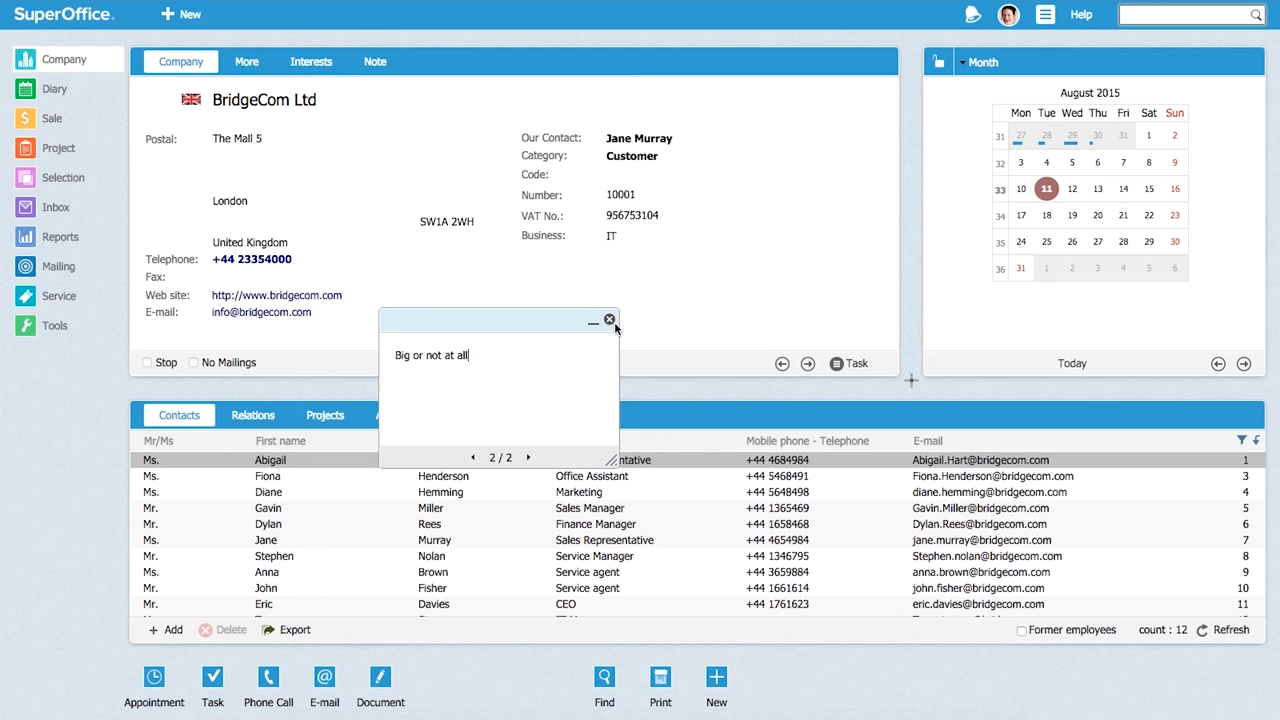 SuperOffice.
New
Help
Company
Diary
Sale
Project
Selection
Inbox
Reports
Mailing
Service
Tools
Company More Interests Note
BridgeCom Ltd
Postal: The Mall 5
London
SW1A 2WH
United Kingdom
Telephone: +44 23354000
Fax:
Web site: http://www.bridgecom.com
E-mail: info@bridgecom.com
Our Contact: Jane Murray
Category: Customer
Code:
Number: 10001
VAT No.: 956753104
Business: IT
Stop No Mailings
Task
Big or not at all
2 / 2
Month
August 2015
Mon Tue Wed Thu Fri Sat Sun
31 27 28 29 30 31 1 2
32 3 4 5 6 7 8 9
33 10 11 12 13 14 15 16
34 17 18 19 20 21 22 23
35 24 25 26 27 28 29 30
36 31 1 2 3 4 5 6
Today
Contacts Relations Projects
Mr/Ms First name Mobile phone - Telephone E-mail
Ms. Abigail +44 4684984 Abigail.Hart@bridgecom.com 1
Ms. Fiona Henderson Office Assistant +44 5468491 Fiona.Henderson@bridgecom.com 3
Ms. Diane Hemming Marketing +44 5648498 diane.hemming@bridgecom.com 4
Mr. Gavin Miller Sales Manager +44 1365469 Gavin.Miller@bridgecom.com 5
Mr. Dylan Rees Finance Manager +44 1658468 Dylan.Rees@bridgecom.com 6
Ms. Jane Murray Sales Representative +44 4654984 jane.murray@bridgecom.com 7
Mr. Stephen Nolan Service Manager +44 1346795 Stephen.nolan@bridgecom.com 8
Ms. Anna Brown Service agent +44 3659884 anna.brown@bridgecom.com 9
Mr. John Fisher Service agent +44 1661614 john.fisher@bridgecom.com 10
Mr. Eric Davies CEO +44 1761623 eric.davies@bridgecom.com 11
Add Delete Export
Former employees count : 12 Refresh
Appointment Task Phone Call E-mail Document Find Print New